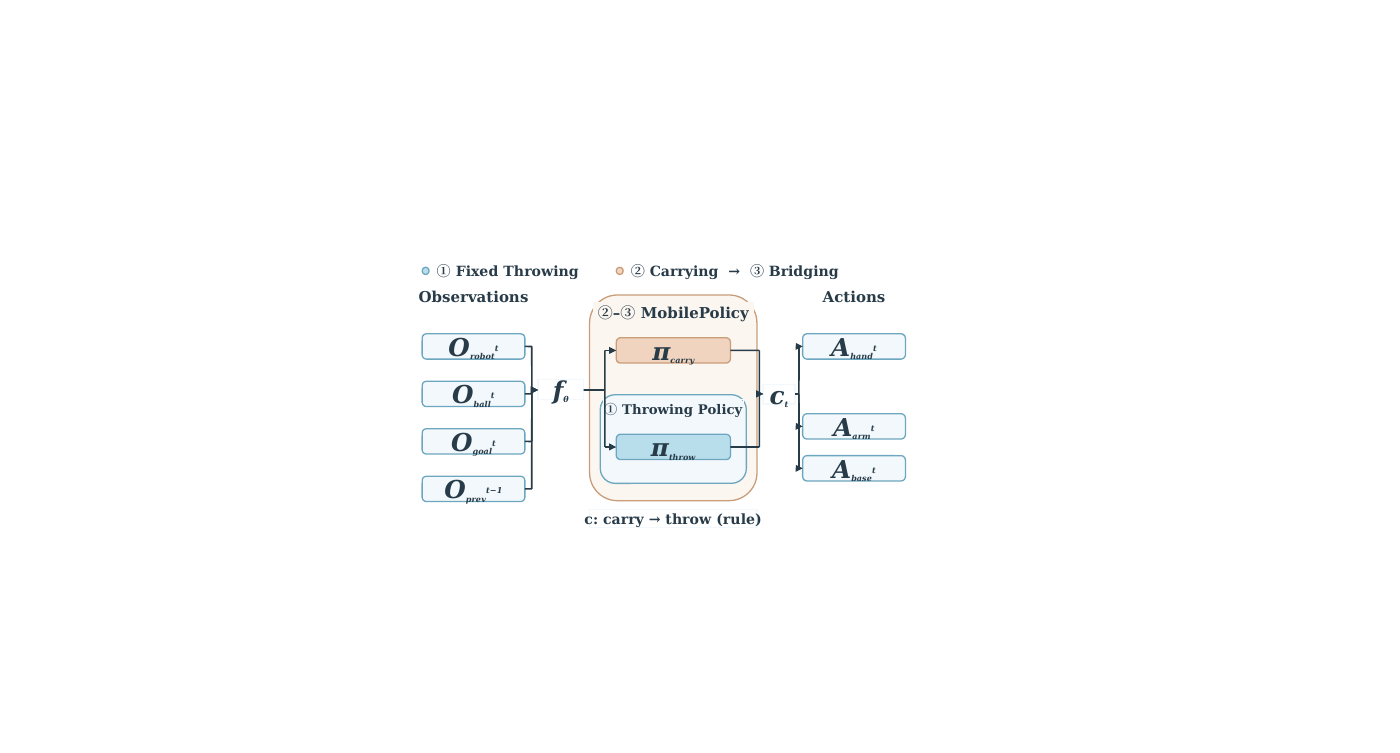 ① Fixed Throwing
② Carrying → ③ Bridging
Observations
②–③ MobilePolicy
Actions
O_robot^t
O_ball^t
O_goal^t
O_prev^t−1
f_θ
π_carry
① Throwing Policy
π_throw
c_t
A_hand^t
A_arm^t
A_base^t
c: carry → throw (rule)